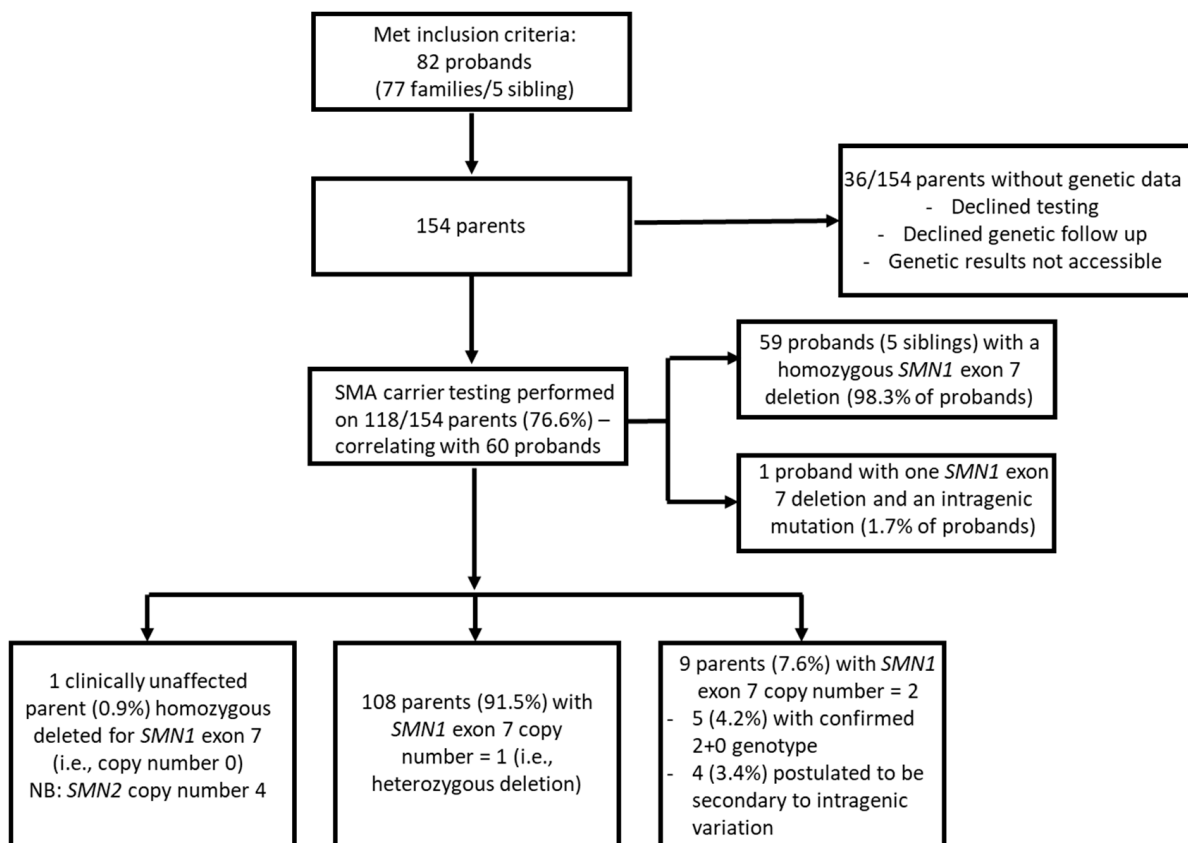 Met inclusion criteria:
82 probands
(77 families/5 sibling)
154 parents
36/154 parents without genetic data
- Declined testing
- Declined genetic follow up
- Genetic results not accessible
SMA carrier testing performed
on 118/154 parents (76.6%) –
correlating with 60 probands
59 probands (5 siblings) with a
homozygous SMN1 exon 7
deletion (98.3% of probands)
1 proband with one SMN1 exon
7 deletion and an intragenic
mutation (1.7% of probands)
1 clinically unaffected
parent (0.9%) homozygous
deleted for SMN1 exon 7
(i.e., copy number 0)
NB: SMN2 copy number 4
108 parents (91.5%) with
SMN1 exon 7 copy
number = 1 (i.e.,
heterozygous deletion)
9 parents (7.6%) with SMN1
exon 7 copy number = 2
- 5 (4.2%) with confirmed
2+0 genotype
- 4 (3.4%) postulated to be
secondary to intragenic
variation